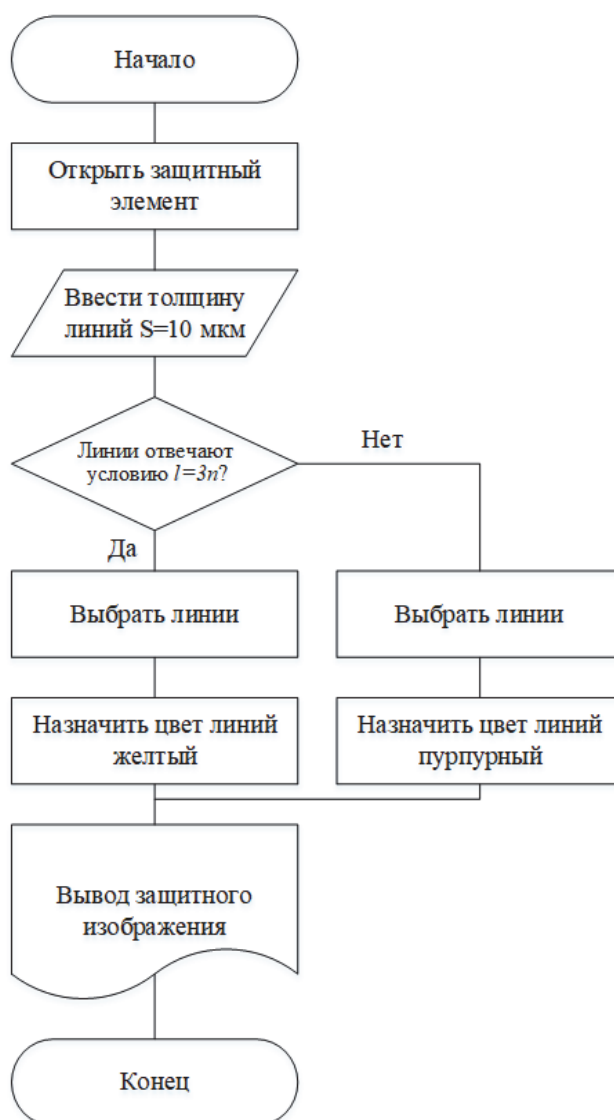 Начало
Открыть защитный
элемент
Ввести толщину
линий S=10 мкм
Линии отвечают
условию l=3n?
Нет
Да
Выбрать линии
Выбрать линии
Назначить цвет линий
желтый
Назначить цвет линий
пурпурный
Вывод защитного
изображения
Конец